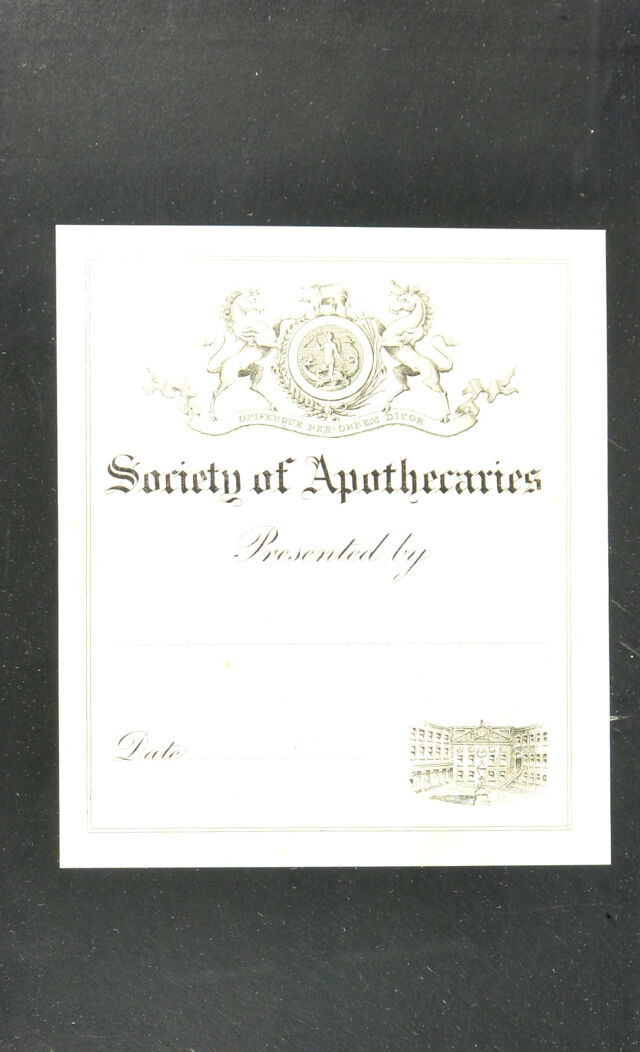 OPIFERQUE PER · ORBEM DICOR
Society of Apothecaries
Presented by
Date